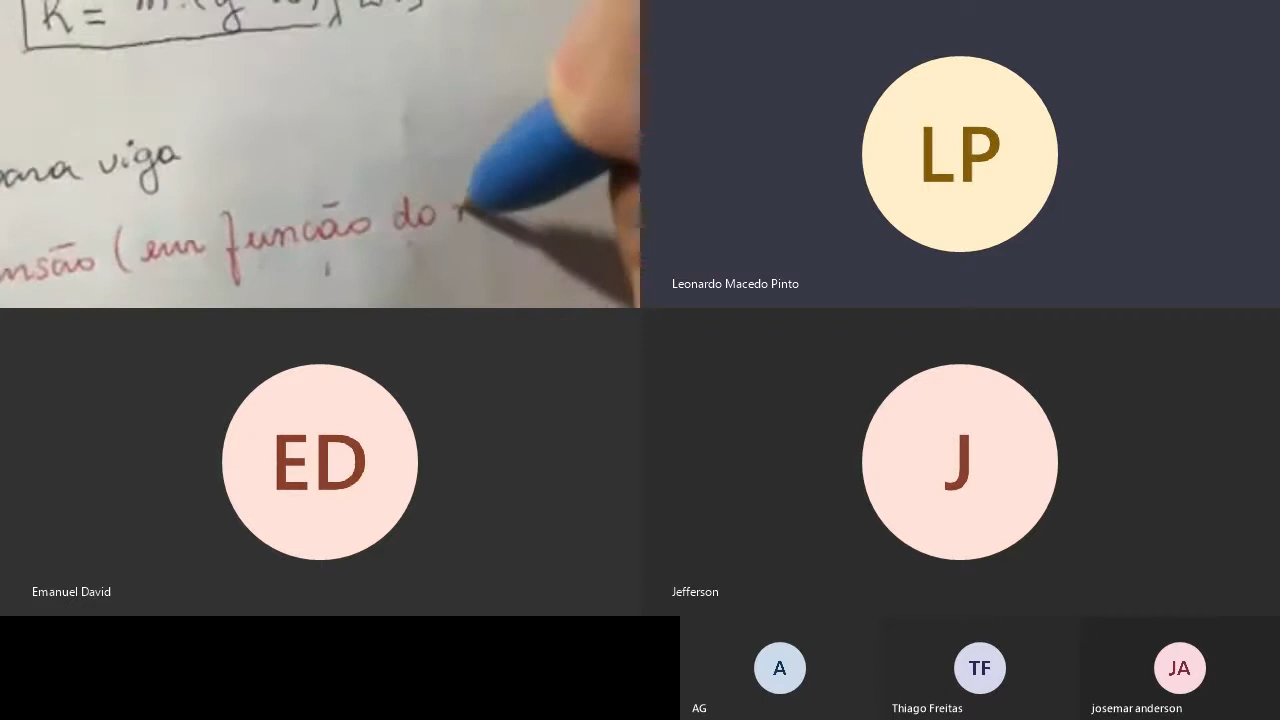 K =
para viga
nsão (em função do
LP
Leonardo Macedo Pinto
ED
Emanuel David
J
Jefferson
A
AG
TF
Thiago Freitas
JA
josemar anderson